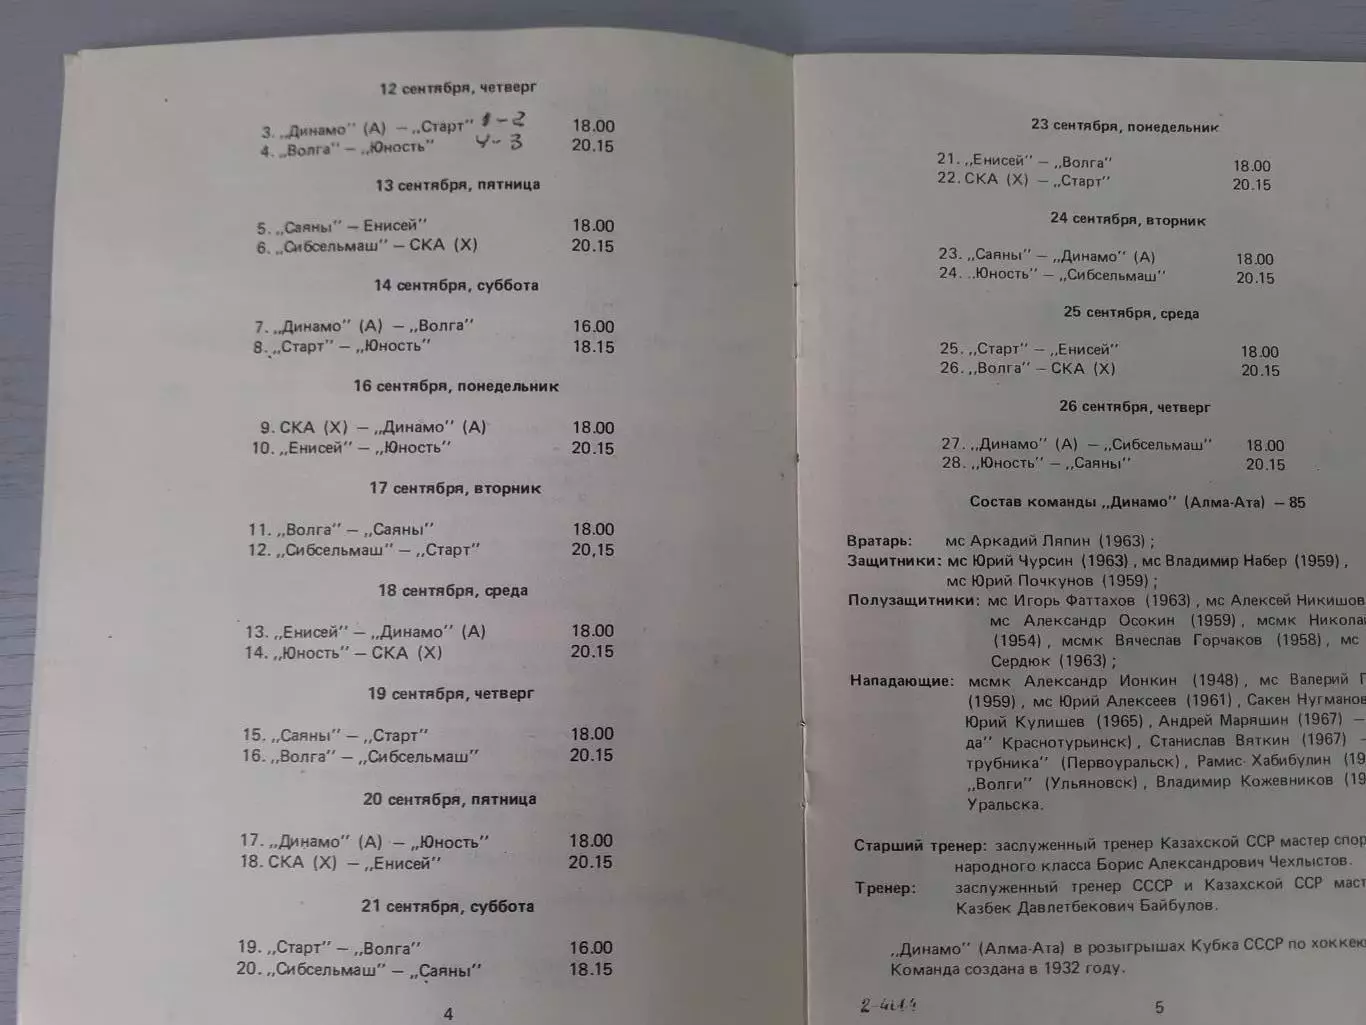 12 сентября, четверг
3. „Динамо” (А) — „Старт” 1-2 18.00
4. „Волга” — „Юность” 4-3 20.15
13 сентября, пятница
5. „Саяны” — Енисей” 18.00
6. „Сибсельмаш” — СКА (Х) 20.15
14 сентября, суббота
7. „Динамо” (А) — „Волга” 16.00
8. „Старт” — „Юность” 18.15
16 сентября, понедельник
9. СКА (Х) — „Динамо” (А) 18.00
10. „Енисей” — „Юность” 20.15
17 сентября, вторник
11. „Волга” — „Саяны” 18.00
12. „Сибсельмаш” — „Старт” 20,15
18 сентября, среда
13. „Енисей” — „Динамо” (А) 18.00
14. „Юность” — СКА (Х) 20.15
19 сентября, четверг
15. „Саяны” — „Старт” 18.00
16. „Волга” — „Сибсельмаш” 20.15
20 сентября, пятница
17. „Динамо” (А) — „Юность” 18.00
18. СКА (Х) — „Енисей” 20.15
21 сентября, суббота
19. „Старт” — „Волга” 16.00
20. „Сибсельмаш” — „Саяны” 18.15
4
23 сентября, понедельник
21. „Енисей” — „Волга” 18.00
22. СКА (Х) — „Старт” 20.15
24 сентября, вторник
23. „Саяны” — „Динамо” (А) 18.00
24. „Юность” — „Сибсельмаш” 20.15
25 сентября, среда
25. „Старт” — „Енисей” 18.00
26. „Волга” — СКА (Х) 20.15
26 сентября, четверг
27. „Динамо” (А) — „Сибсельмаш” 18.00
28. „Юность” — „Саяны” 20.15
Состав команды „Динамо” (Алма-Ата) — 85
Вратарь: мс Аркадий Ляпин (1963) ;
Защитники: мс Юрий Чурсин (1963) , мс Владимир Набер (1959) ,
мс Юрий Почкунов (1959) ;
Полузащитники: мс Игорь Фаттахов (1963) , мс Алексей Никишов
мс Александр Осокин (1959) , мсмк Николай
(1954) , мсмк Вячеслав Горчаков (1958) , мс
Сердюк (1963) ;
Нападающие: мсмк Александр Ионкин (1948) , мс Валерий
(1959) , мс Юрий Алексеев (1961) , Сакен Нугманов
Юрий Кулишев (1965) , Андрей Маряшин (1967) —
да” Краснотурьинск) , Станислав Вяткин (1967) —
трубника” (Первоуральск) , Рамис Хабибулин (19
„Волги” (Ульяновск) , Владимир Кожевников (19
Уральска.
Старший тренер: заслуженный тренер Казахской ССР мастер спор
народного класса Борис Александрович Чехлыстов.
Тренер: заслуженный тренер СССР и Казахской ССР маст
Казбек Давлетбекович Байбулов.
„Динамо” (Алма-Ата) в розыгрышах Кубка СССР по хокке
Команда создана в 1932 году.
5